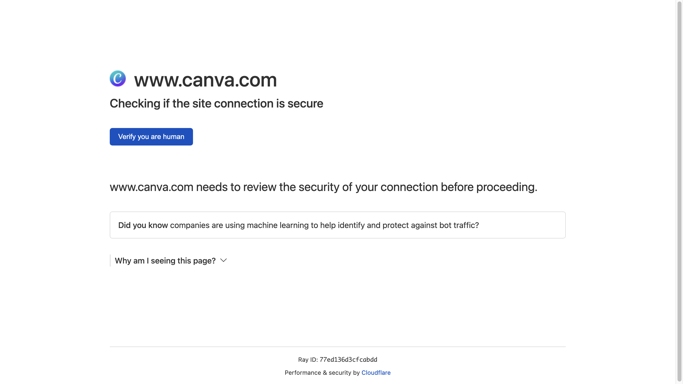 www.canva.com
Checking if the site connection is secure
Verify you are human
www.canva.com needs to review the security of your connection before proceeding.
Did you know companies are using machine learning to help identify and protect against bot traffic?
Why am I seeing this page?
Ray ID: 77ed136d3cfcabdd
Performance & security by Cloudflare